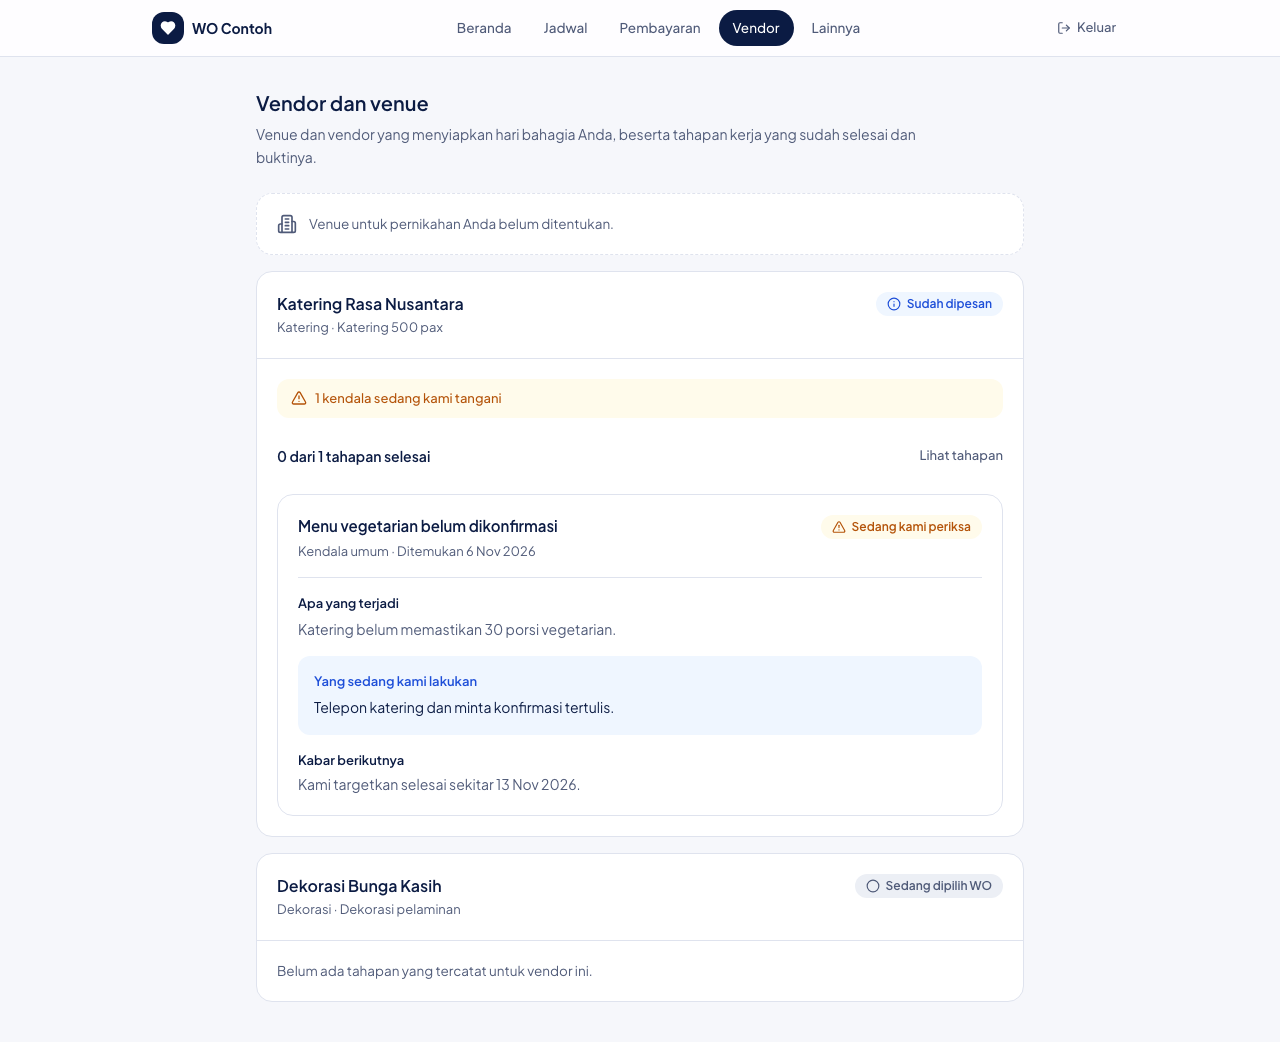 WO Contoh
Beranda
Jadwal
Pembayaran
Vendor
Lainnya
Keluar
Vendor dan venue
Venue dan vendor yang menyiapkan hari bahagia Anda, beserta tahapan kerja yang sudah selesai dan
buktinya.
Venue untuk pernikahan Anda belum ditentukan.
Katering Rasa Nusantara
Sudah dipesan
Katering · Katering 500 pax
1 kendala sedang kami tangani
0 dari 1 tahapan selesai
Lihat tahapan
Menu vegetarian belum dikonfirmasi
Sedang kami periksa
Kendala umum · Ditemukan 6 Nov 2026
Apa yang terjadi
Katering belum memastikan 30 porsi vegetarian.
Yang sedang kami lakukan
Telepon katering dan minta konfirmasi tertulis.
Kabar berikutnya
Kami targetkan selesai sekitar 13 Nov 2026.
Dekorasi Bunga Kasih
Sedang dipilih WO
Dekorasi · Dekorasi pelaminan
Belum ada tahapan yang tercatat untuk vendor ini.